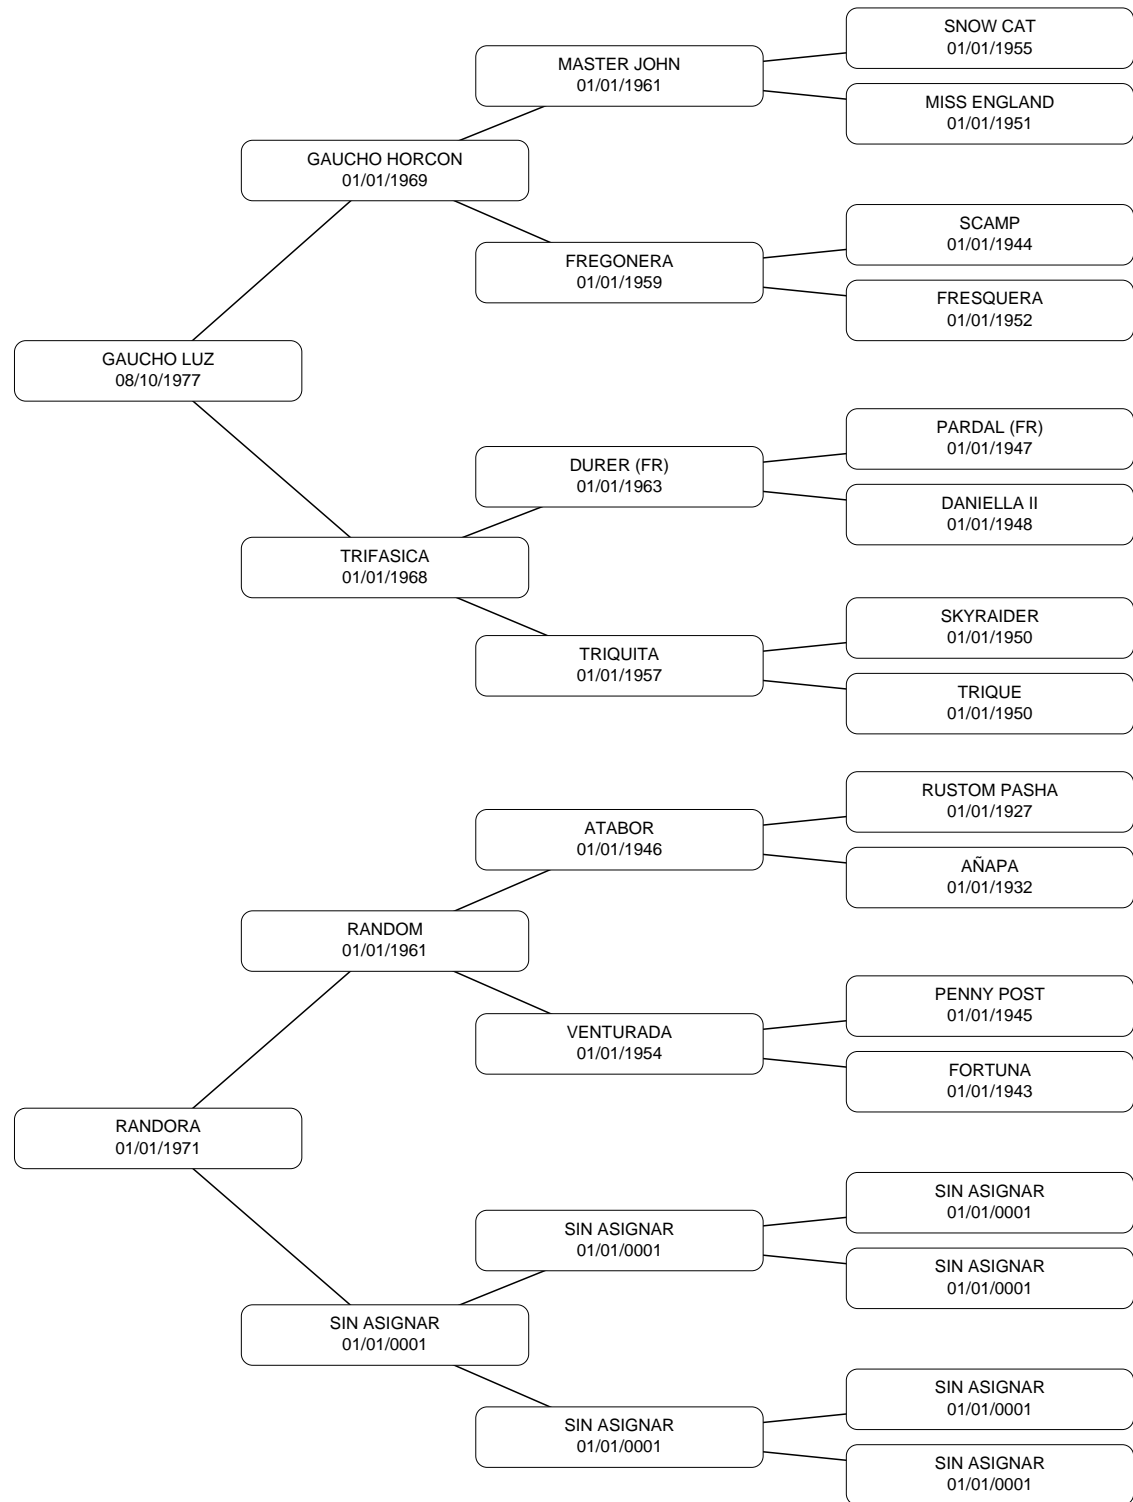 SNOW CAT
01/01/1955
MASTER JOHN
01/01/1961
MISS ENGLAND
01/01/1951
GAUCHO HORCON
01/01/1969
SCAMP
01/01/1944
FREGONERA
01/01/1959
FRESQUERA
01/01/1952
GAUCHO LUZ
08/10/1977
PARDAL (FR)
01/01/1947
DURER (FR)
01/01/1963
DANIELLA II
01/01/1948
TRIFASICA
01/01/1968
SKYRAIDER
01/01/1950
TRIQUITA
01/01/1957
TRIQUE
01/01/1950
RUSTOM PASHA
01/01/1927
ATABOR
01/01/1946
AÑAPA
01/01/1932
RANDOM
01/01/1961
PENNY POST
01/01/1945
VENTURADA
01/01/1954
FORTUNA
01/01/1943
RANDORA
01/01/1971
SIN ASIGNAR
01/01/0001
SIN ASIGNAR
01/01/0001
SIN ASIGNAR
01/01/0001
SIN ASIGNAR
01/01/0001
SIN ASIGNAR
01/01/0001
SIN ASIGNAR
01/01/0001
SIN ASIGNAR
01/01/0001